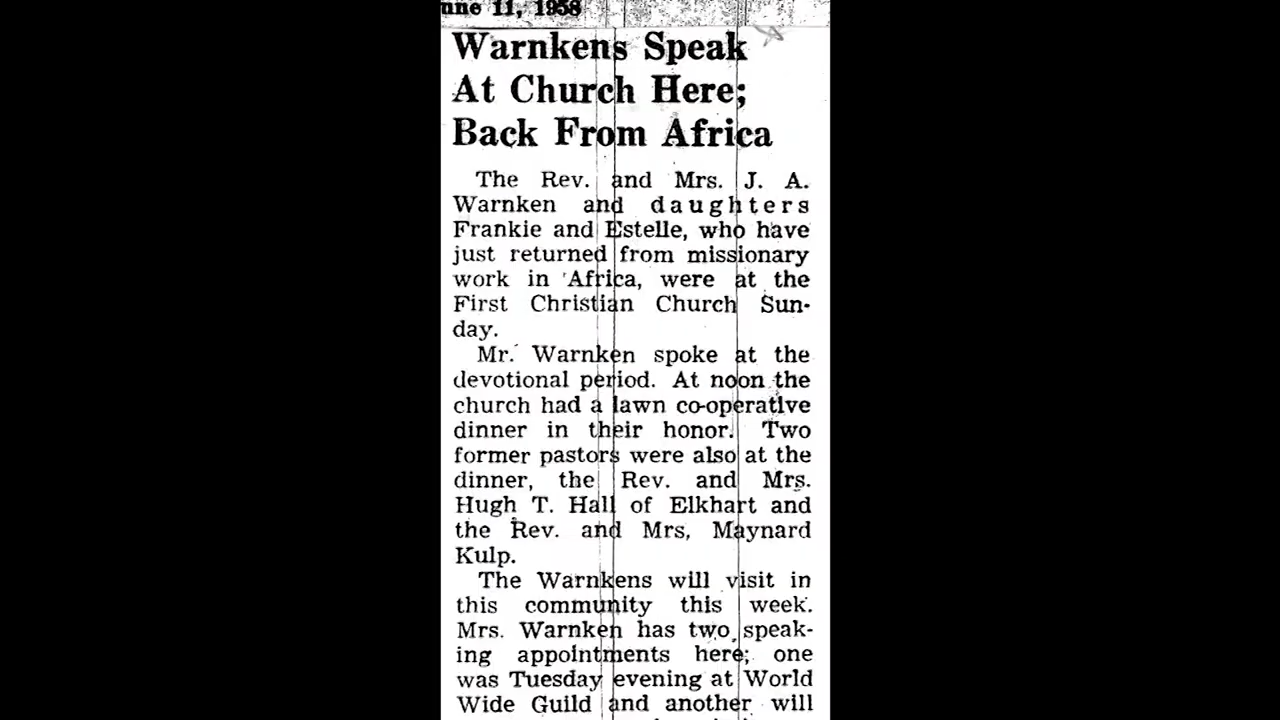 June 11, 1958
Warnkens Speak
At Church Here;
Back From Africa
The Rev. and Mrs. J. A.
Warnken and daughters
Frankie and Estelle, who have
just returned from missionary
work in Africa, were at the
First Christian Church Sun-
day.
Mr. Warnken spoke at the
devotional period. At noon the
church had a lawn co-operative
dinner in their honor. Two
former pastors were also at the
dinner, the Rev. and Mrs.
Hugh T. Hall of Elkhart and
the Rev. and Mrs, Maynard
Kulp.
The Warnkens will visit in
this community this week.
Mrs. Warnken has two speak-
ing appointments here; one
was Tuesday evening at World
Wide Guild and another will